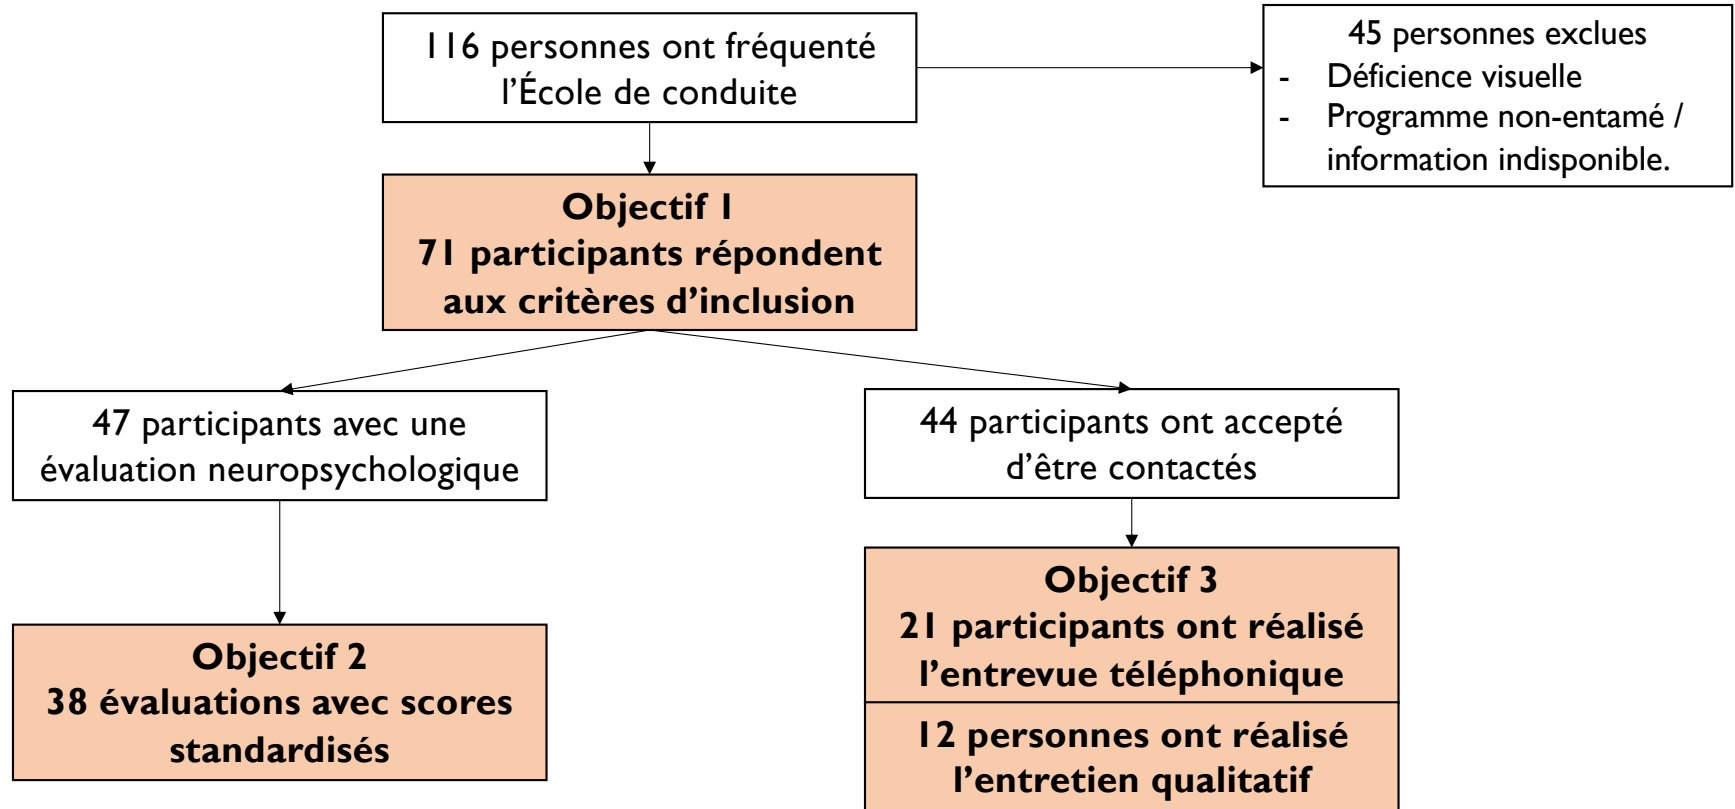 116 personnes ont fréquenté
l’École de conduite
45 personnes exclues
- Déficience visuelle
- Programme non-entamé /
information indisponible.
Objectif 1
71 participants répondent
aux critères d’inclusion
47 participants avec une
évaluation neuropsychologique
44 participants ont accepté
d’être contactés
Objectif 2
38 évaluations avec scores
standardisés
Objectif 3
21 participants ont réalisé
l’entrevue téléphonique
12 personnes ont réalisé
l’entretien qualitatif